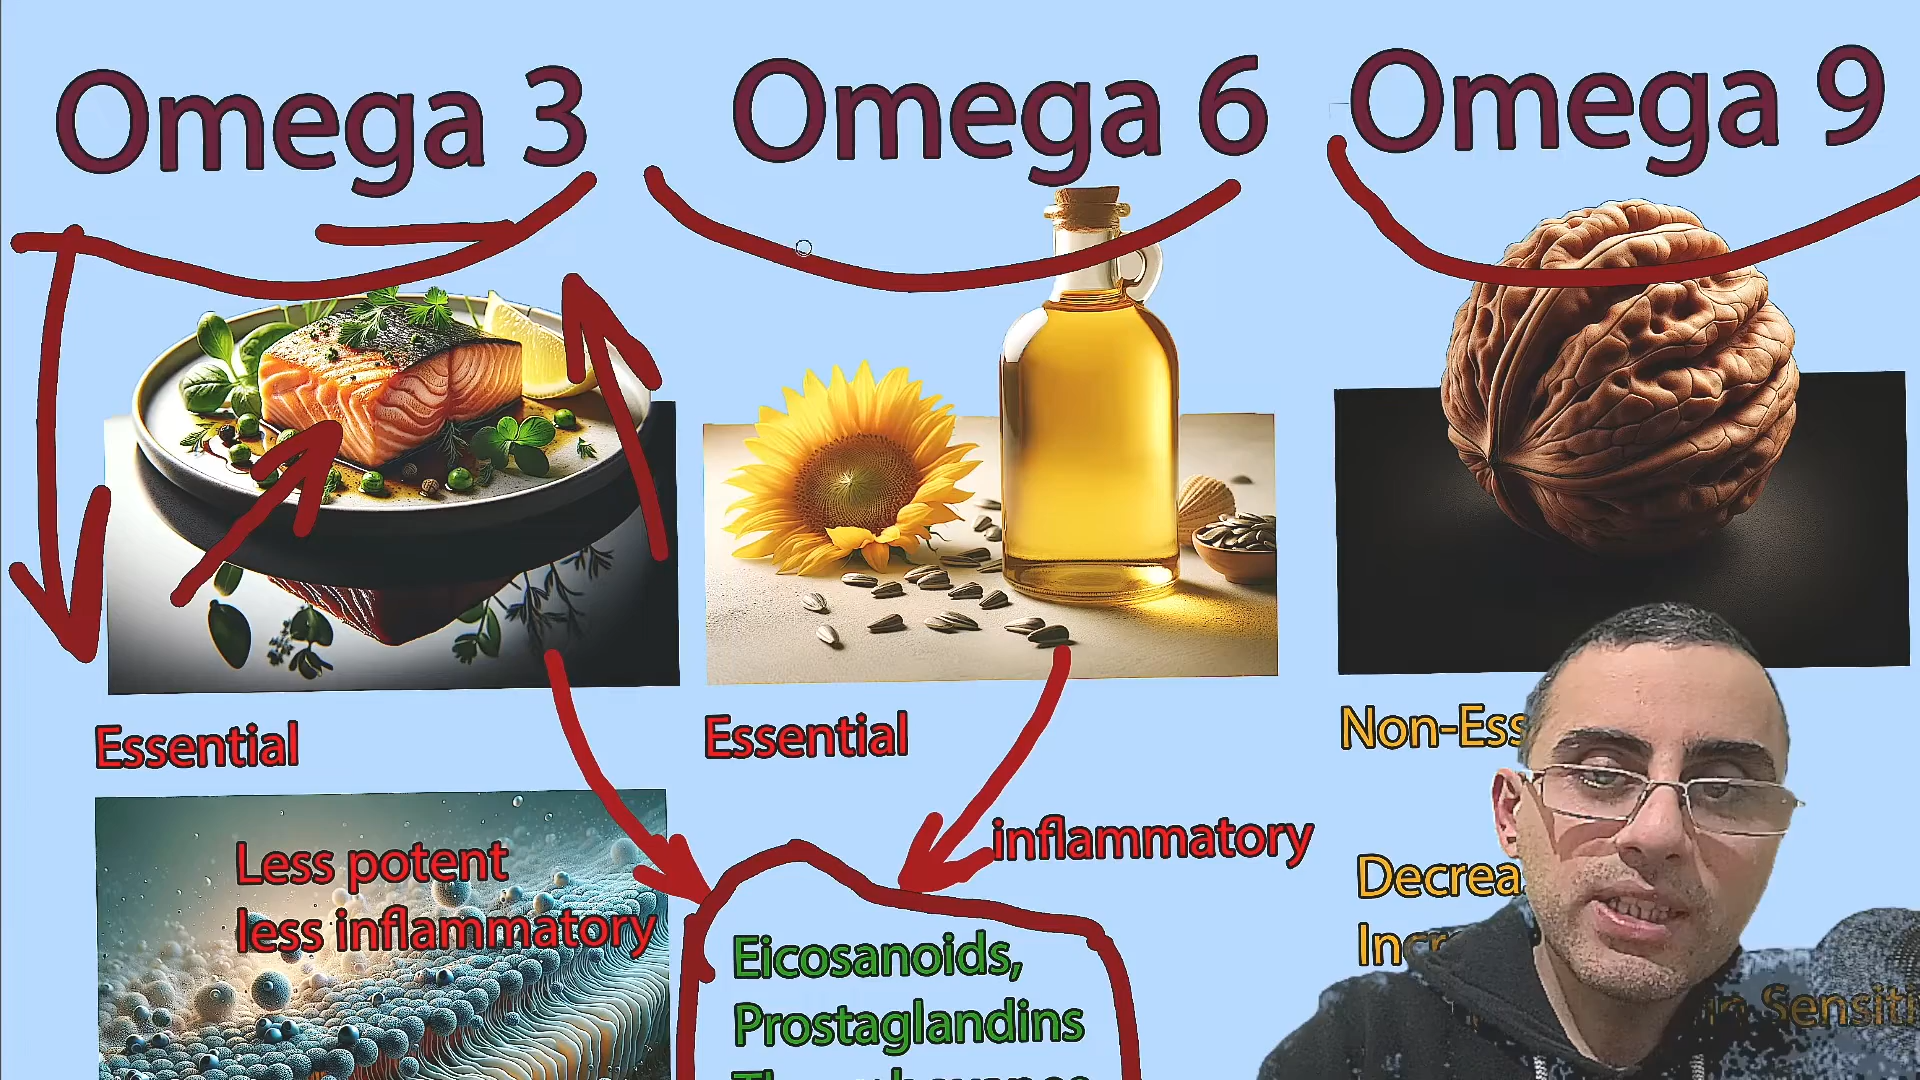 Omega 3
Omega 6
Omega 9
Essential
Essential
Less potent
less inflammatory
inflammatory
Eicosanoids,
Prostaglandins